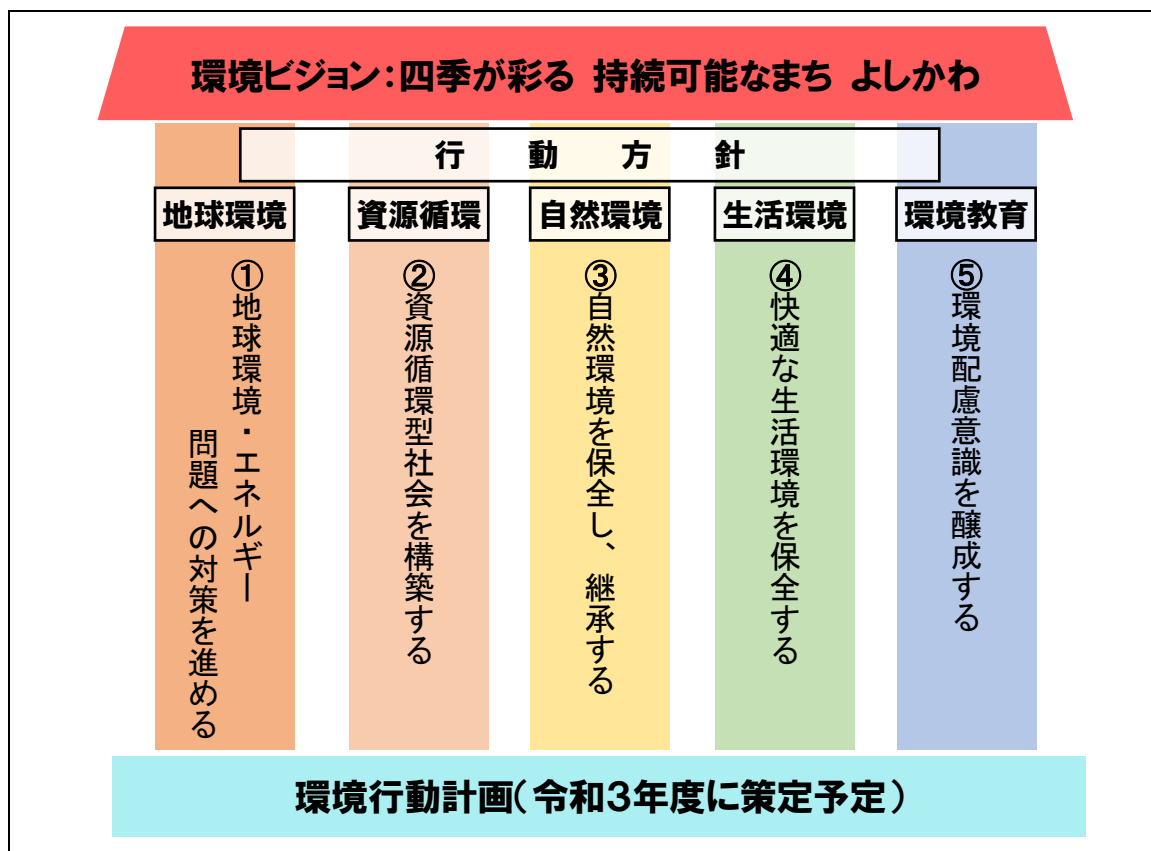 環境ビジョン：四季が彩る 持続可能なまち よしかわ
行動方針
地球環境
資源循環
自然環境
生活環境
環境教育
①地球環境・エネルギー
問題への対策を進める
②資源循環型社会を構築する
③自然環境を保全し、継承する
④快適な生活環境を保全する
⑤環境配慮意識を醸成する
環境行動計画（令和３年度に策定予定）